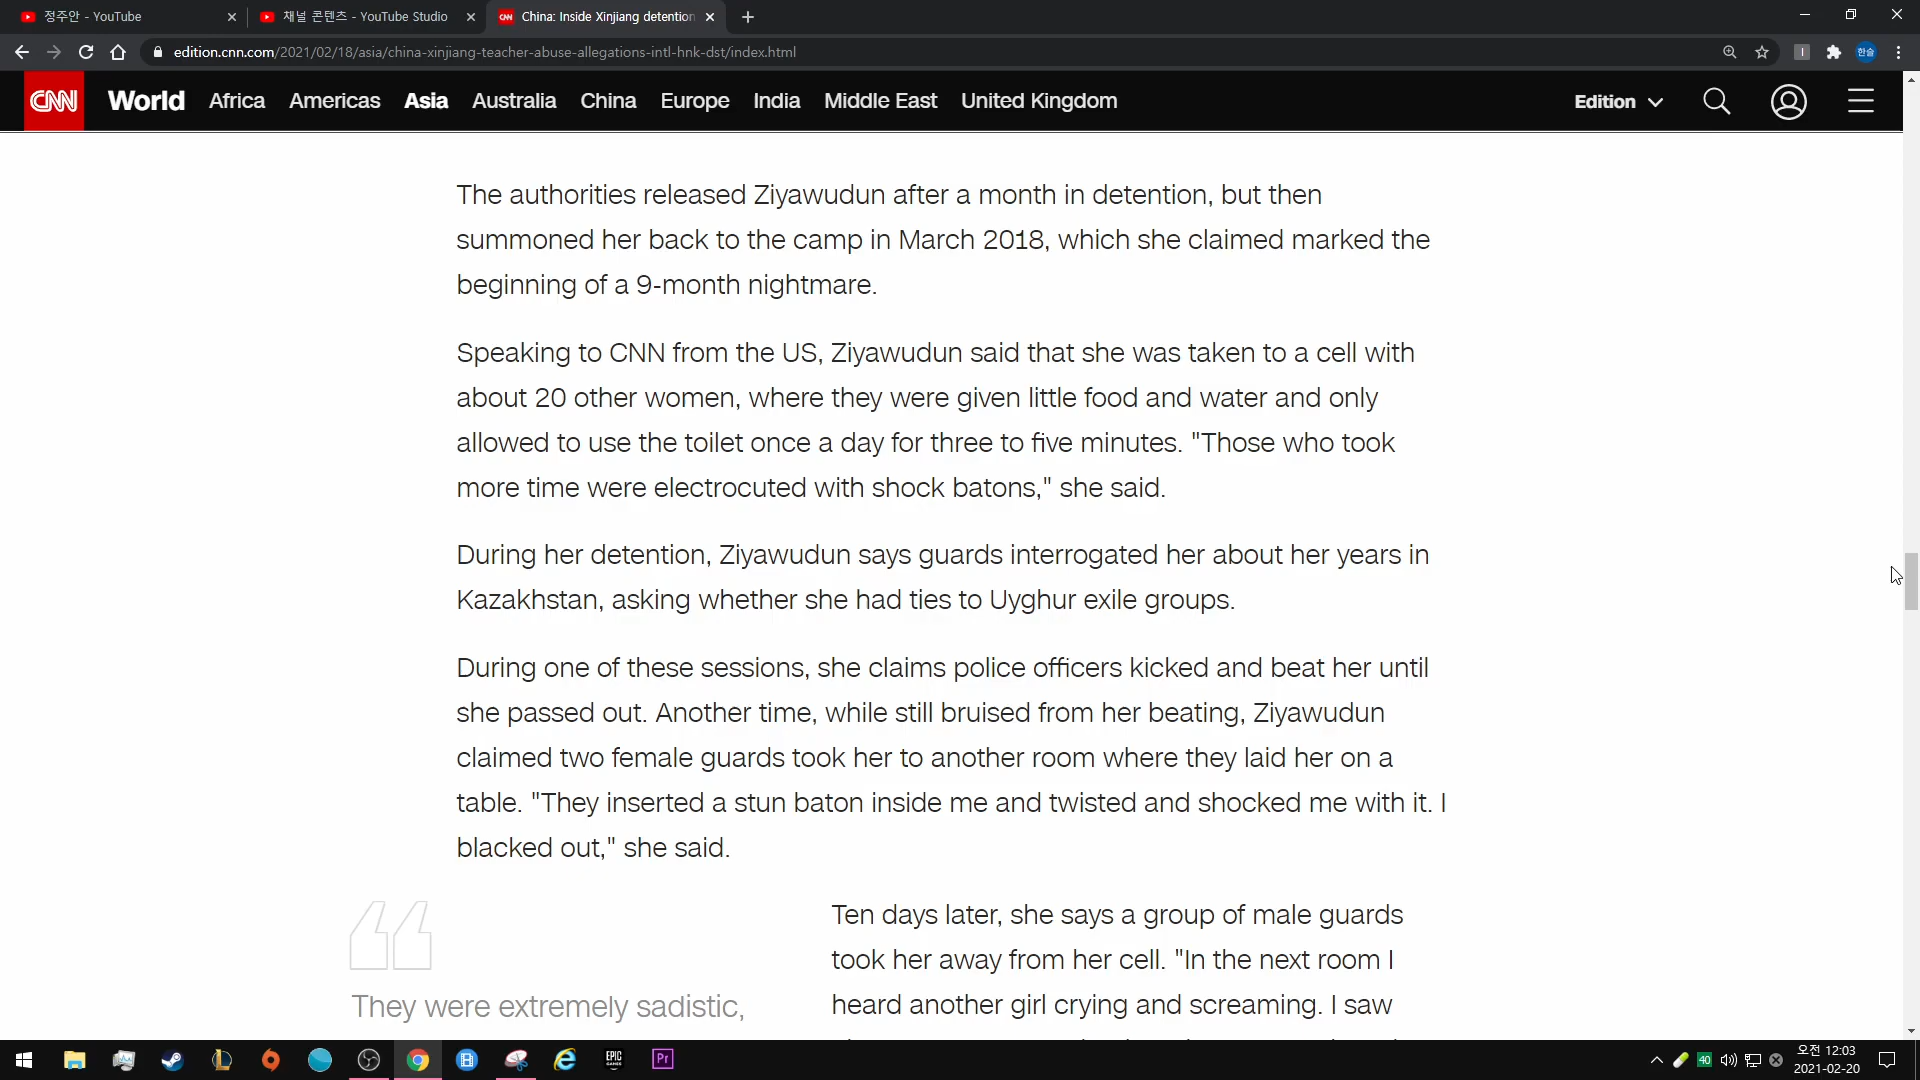 정주안 - YouTube
채널 콘텐츠 - YouTube Studio
CNN China: Inside Xinjiang detention
edition.cnn.com/2021/02/18/asia/china-xinjiang-teacher-abuse-allegations-intl-hnk-dst/index.html
한슬
CNN World Africa Americas Asia Australia China Europe India Middle East United Kingdom Edition
The authorities released Ziyawudun after a month in detention, but then
summoned her back to the camp in March 2018, which she claimed marked the
beginning of a 9-month nightmare.
Speaking to CNN from the US, Ziyawudun said that she was taken to a cell with
about 20 other women, where they were given little food and water and only
allowed to use the toilet once a day for three to five minutes. "Those who took
more time were electrocuted with shock batons," she said.
During her detention, Ziyawudun says guards interrogated her about her years in
Kazakhstan, asking whether she had ties to Uyghur exile groups.
During one of these sessions, she claims police officers kicked and beat her until
she passed out. Another time, while still bruised from her beating, Ziyawudun
claimed two female guards took her to another room where they laid her on a
table. "They inserted a stun baton inside me and twisted and shocked me with it. I
blacked out," she said.
They were extremely sadistic,
Ten days later, she says a group of male guards
took her away from her cell. "In the next room I
heard another girl crying and screaming. I saw
EPIC GAMES
Pr
40
오전 12:03
2021-02-20